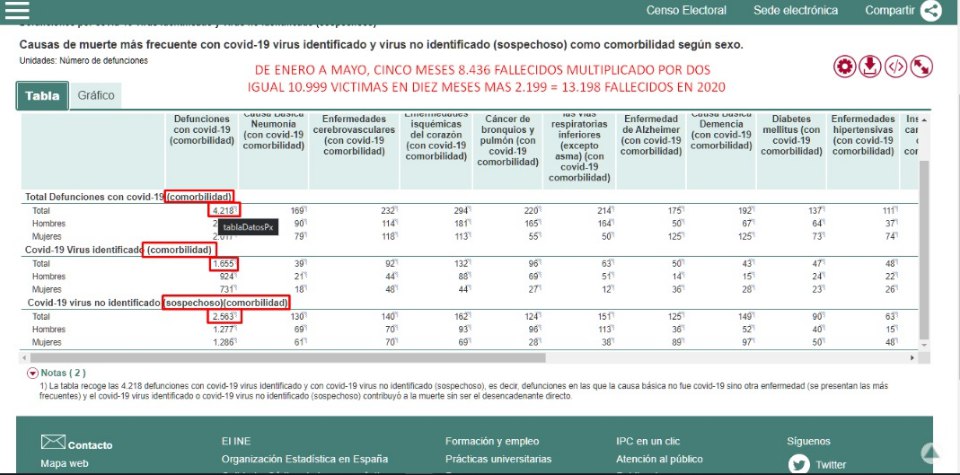 Censo Electoral Sede electrónica Compartir
Causas de muerte más frecuente con covid-19 virus identificado y virus no identificado (sospechoso) como comorbilidad según sexo.
Unidades: Número de defunciones
DE ENERO A MAYO, CINCO MESES 8.436 FALLECIDOS MULTIPLICADO POR DOS
IGUAL 10.999 VICTIMAS EN DIEZ MESES MAS 2.199 = 13.198 FALLECIDOS EN 2020
Tabla Gráfico
Defunciones con covid-19 (comorbilidad)
Causa Básica Neumonía (con covid-19 comorbilidad)
Enfermedades cerebrovasculares (con covid-19 comorbilidad)
Enfermedades isquémicas del corazón (con covid-19 comorbilidad)
Cáncer de bronquios y pulmón (con covid-19 comorbilidad)
las vías respiratorias inferiores (excepto asma) (con covid-19 comorbilidad)
Enfermedad de Alzheimer (con covid-19 comorbilidad)
Causa Básica Demencia (con covid-19 comorbilidad)
Diabetes mellitus (con covid-19 comorbilidad)
Enfermedades hipertensivas (con covid-19 comorbilidad)
Total Defunciones con covid-19 (comorbilidad)
Total 4.218 169 232 294 220 214 175 192 137 111
Hombres 90 114 181 165 164 50 67 64 37
tablaDatosPx
Mujeres 79 118 113 55 50 125 125 73 74
Covid-19 Virus identificado (comorbilidad)
Total 1.655 39 92 132 96 63 50 43 47 48
Hombres 924 21 44 88 69 51 14 15 24 22
Mujeres 731 18 48 44 27 12 36 28 23 26
Covid-19 virus no identificado (sospechoso)(comorbilidad)
Total 2.563 130 140 162 124 151 125 149 90 63
Hombres 1.277 69 70 93 96 113 36 52 40 15
Mujeres 1.286 61 70 69 28 38 89 97 50 48
Notas ( 2 )
1) La tabla recoge las 4.218 defunciones con covid-19 virus identificado y con covid-19 virus no identificado (sospechoso), es decir, defunciones en las que la causa básica no fue covid-19 sino otra enfermedad (se presentan las más
frecuentes) y el covid-19 virus identificado o covid-19 virus no identificado (sospechoso) contribuyó a la muerte sin ser el desencadenante directo.
Contacto El INE Formación y empleo IPC en un clic Síguenos
Mapa web Organización Estadística en España Prácticas universitarias Atención al público Twitter